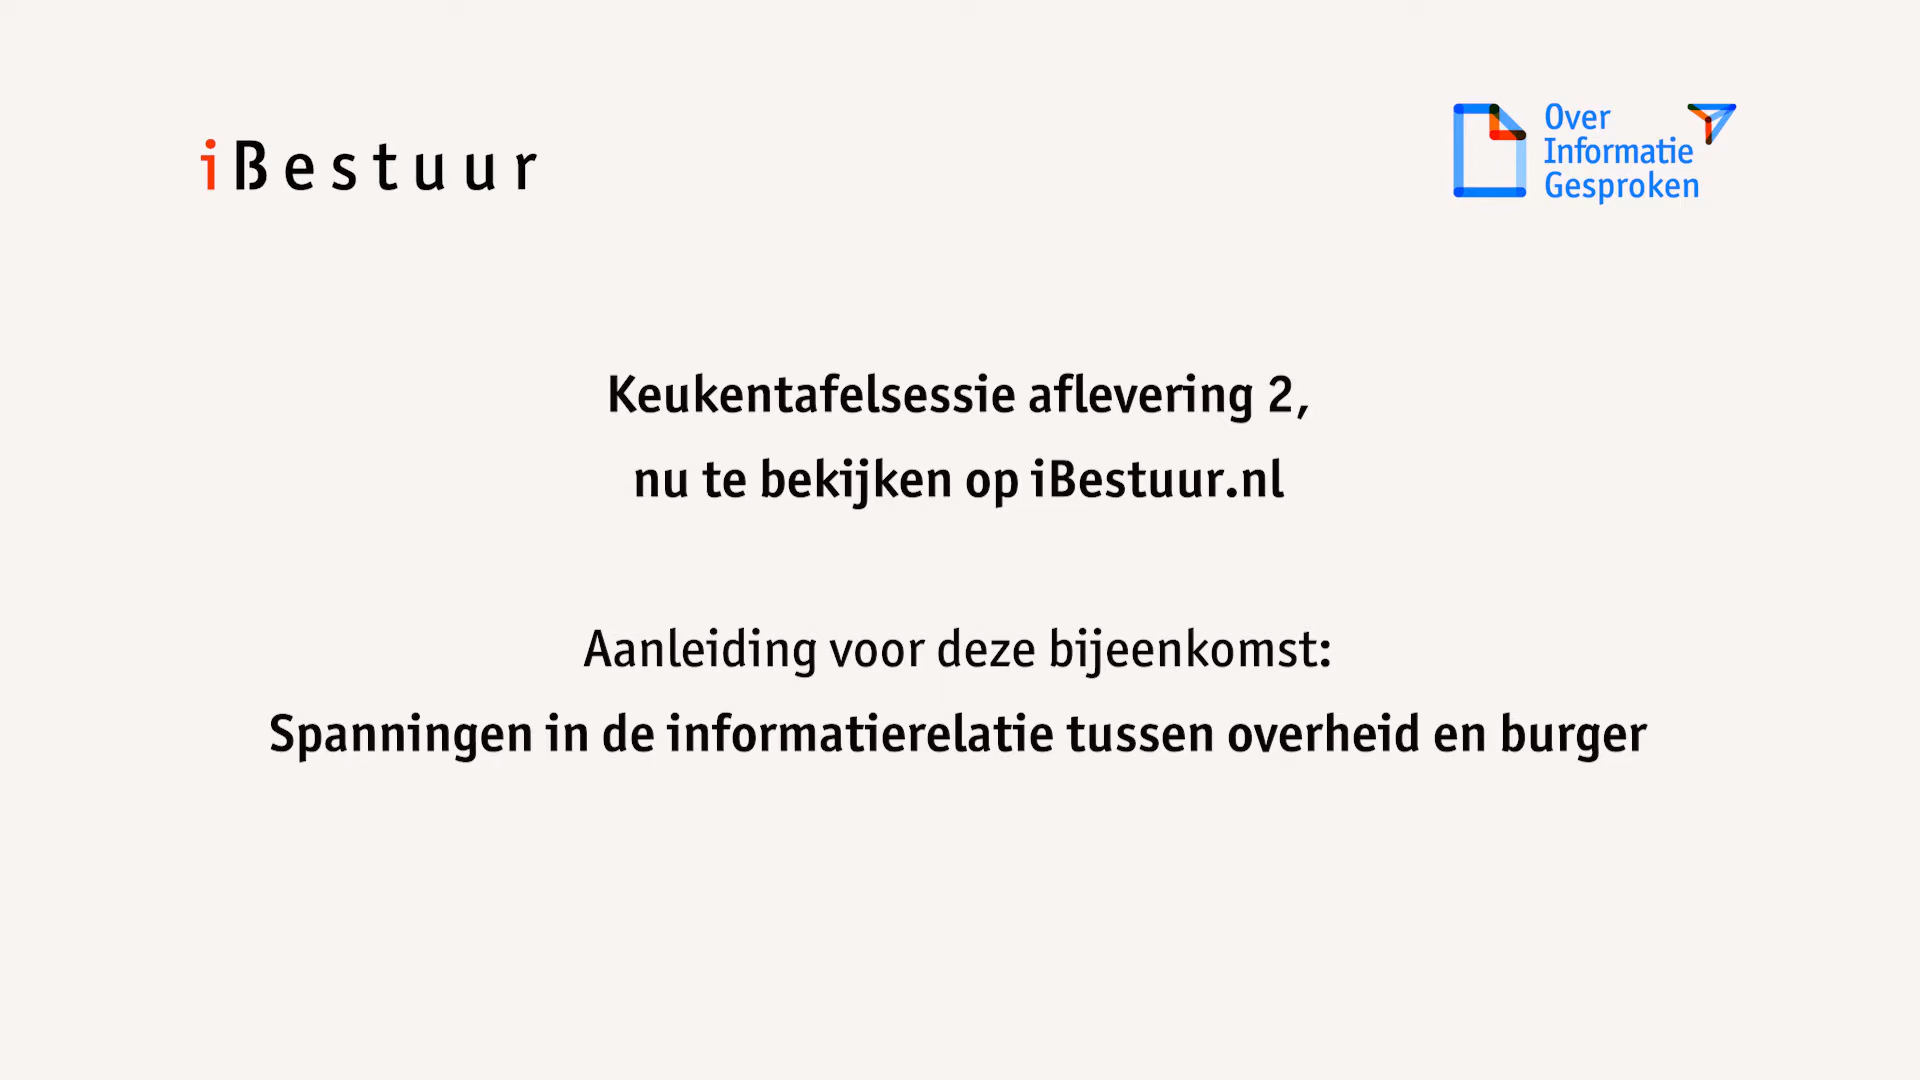 iBestuur
Over
Informatie
Gesproken
Keukentafelsessie aflevering 2,
nu te bekijken op iBestuur.nl
Aanleiding voor deze bijeenkomst:
Spanningen in de informatierelatie tussen overheid en burger